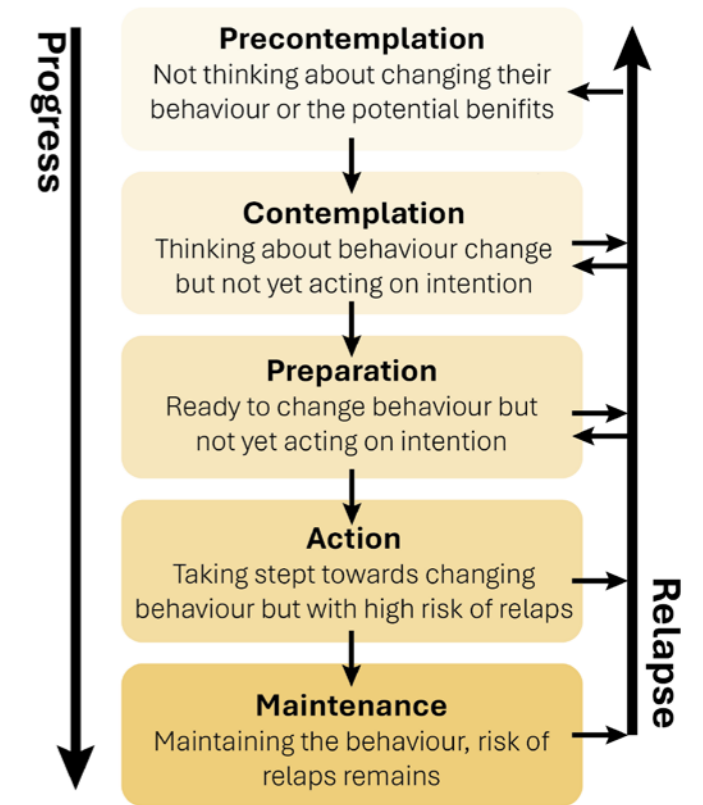 Progress
Precontemplation
Not thinking about changing their
behaviour or the potential benifits
Contemplation
Thinking about behaviour change
but not yet acting on intention
Preparation
Ready to change behaviour but
not yet acting on intention
Action
Taking stept towards changing
behaviour but with high risk of relaps
Maintenance
Maintaining the behaviour, risk of
relaps remains
Relapse